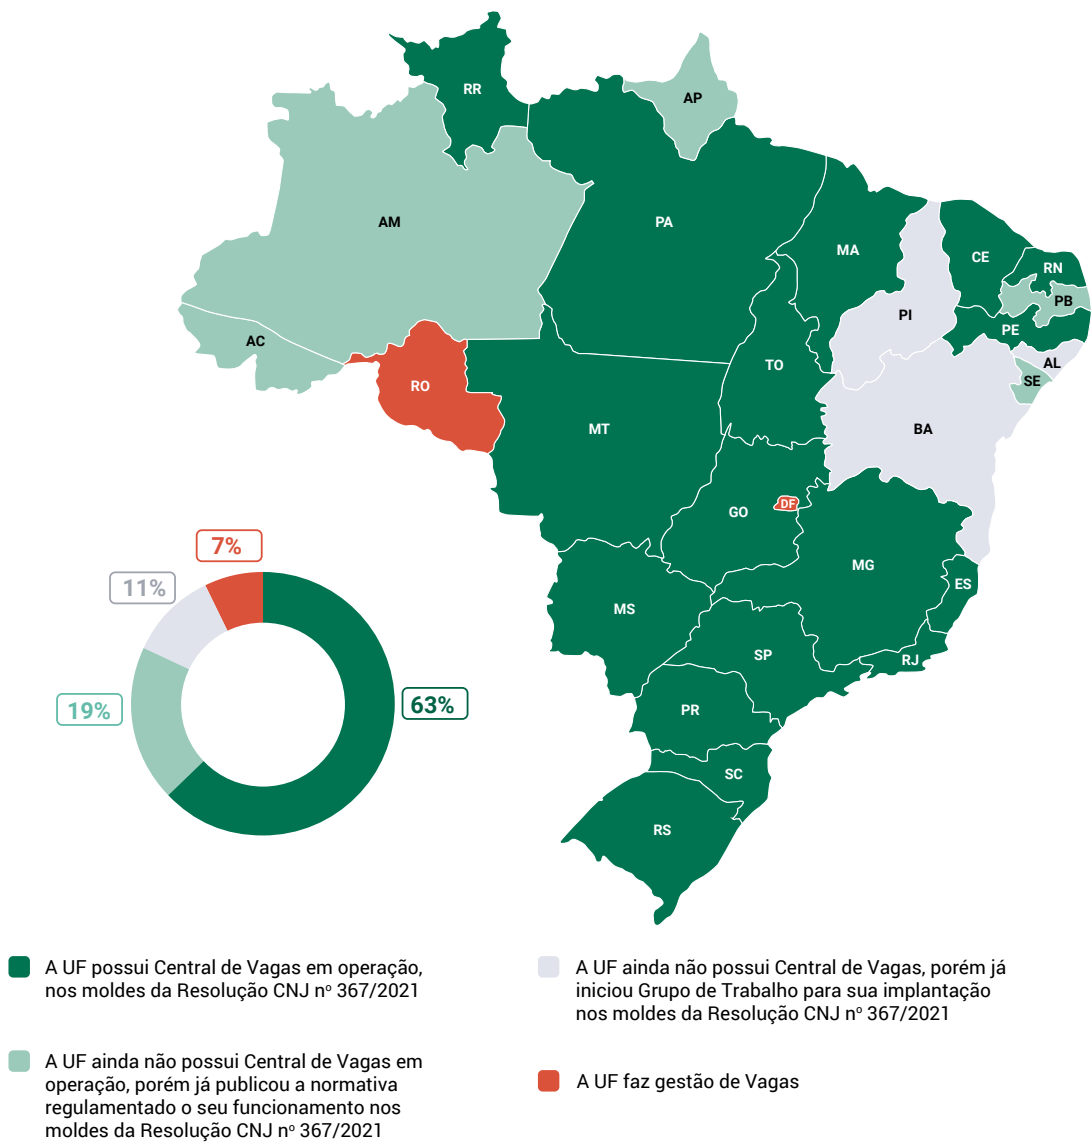 RR
AP
AM
PA
MA
CE
RN
PB
PI
PE
AC
AL
TO
SE
RO
MT
BA
DF
GO
MG
ES
MS
SP
RJ
PR
SC
RS
7%
11%
19%
63%
A UF possui Central de Vagas em operação,
nos moldes da Resolução CNJ nº 367/2021
A UF ainda não possui Central de Vagas em
operação, porém já publicou a normativa
regulamentado o seu funcionamento nos
moldes da Resolução CNJ nº 367/2021
A UF ainda não possui Central de Vagas, porém já
iniciou Grupo de Trabalho para sua implantação
nos moldes da Resolução CNJ nº 367/2021
A UF faz gestão de Vagas